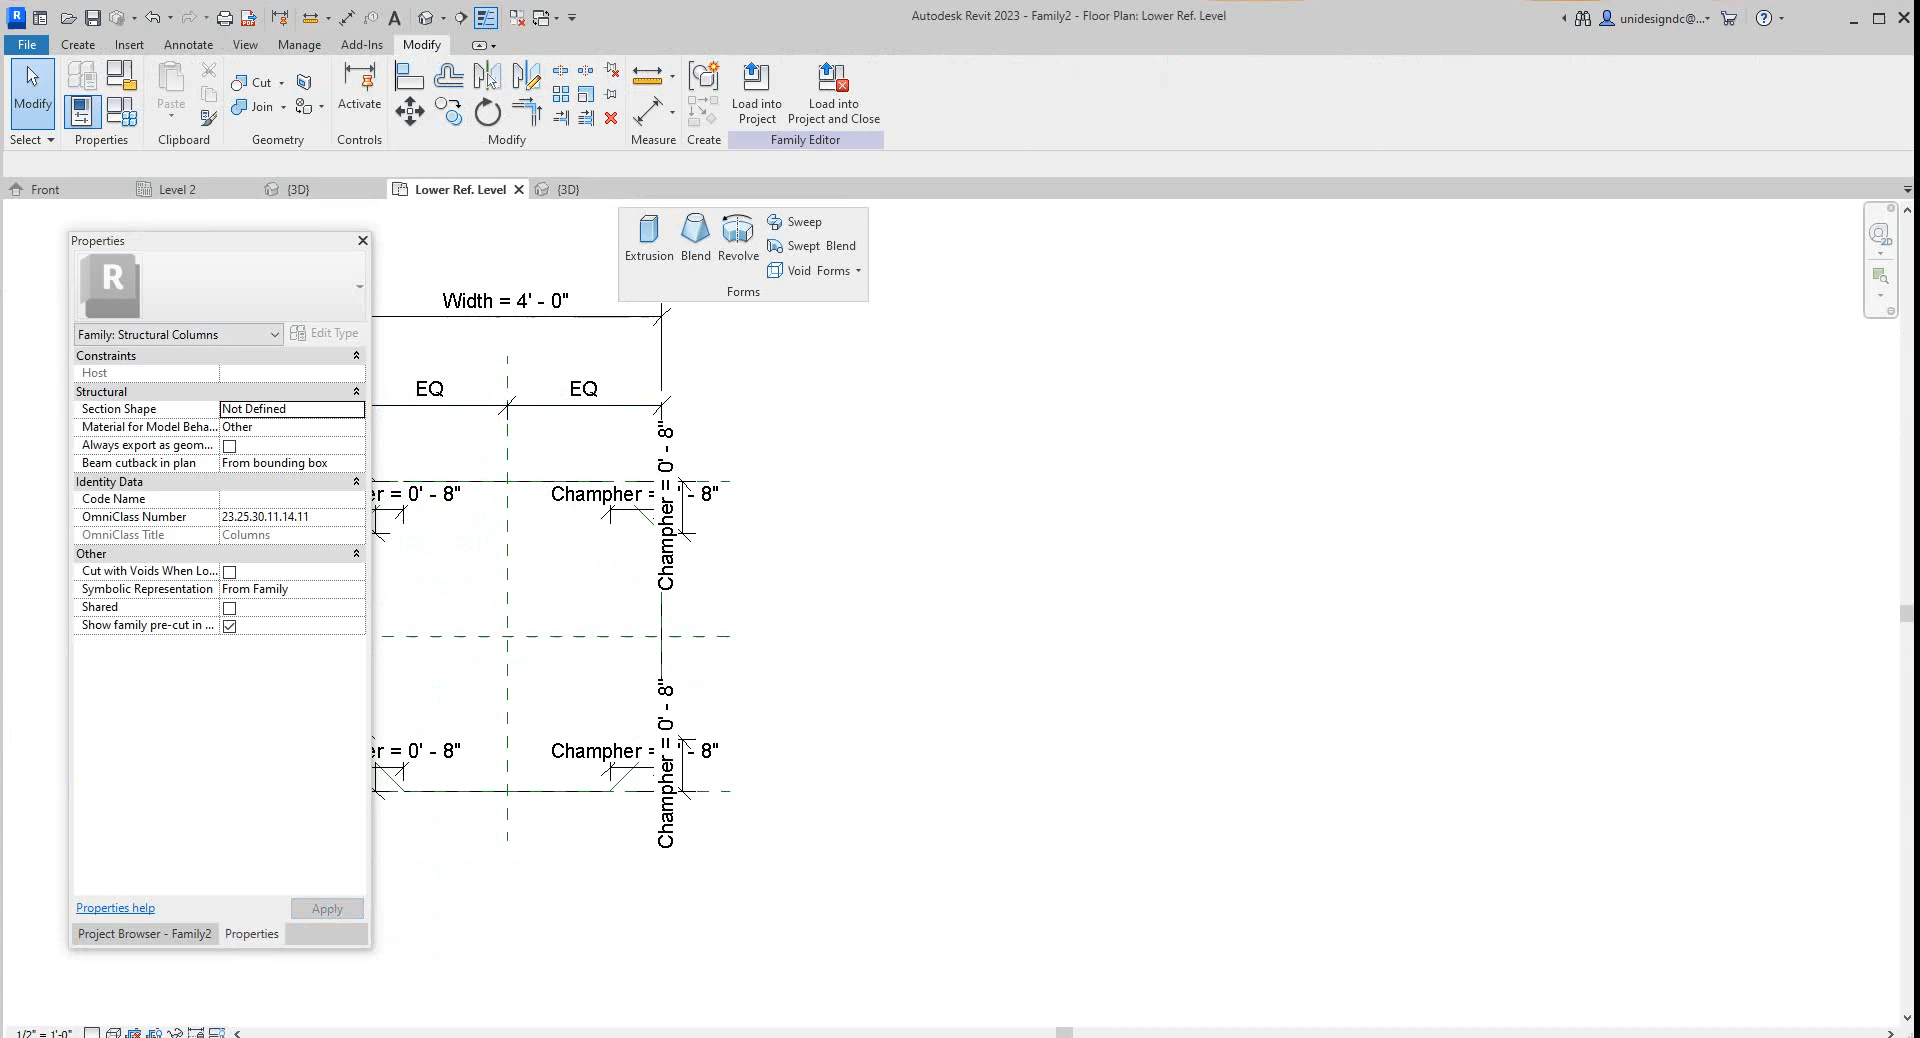 Autodesk Revit 2023 - Family2 - Floor Plan: Lower Ref. Level
unidesigndc@...
File Create Insert Annotate View Manage Add-Ins Modify
Modify
Paste
Cut
Join
Activate
Load into Project
Load into Project and Close
Select Properties Clipboard Geometry Controls Modify Measure Create Family Editor
Front Level 2 {3D} Lower Ref. Level {3D}
Extrusion Blend Revolve
Sweep
Swept Blend
Void Forms
Forms
Properties
R
Family: Structural Columns Edit Type
Constraints
Host
Structural
Section Shape Not Defined
Material for Model Beha... Other
Always export as geom...
Beam cutback in plan From bounding box
Identity Data
Code Name
OmniClass Number 23.25.30.11.14.11
OmniClass Title Columns
Other
Cut with Voids When Lo...
Symbolic Representation From Family
Shared
Show family pre-cut in ...
Properties help Apply
Project Browser - Family2 Properties
Width = 4' - 0"
EQ EQ
er = 0' - 8"
Champher = ' - 8"
Champher = 0' - 8"
er = 0' - 8"
Champher = ' - 8"
Champher = 0' - 8"
2D
1/2" = 1'-0"